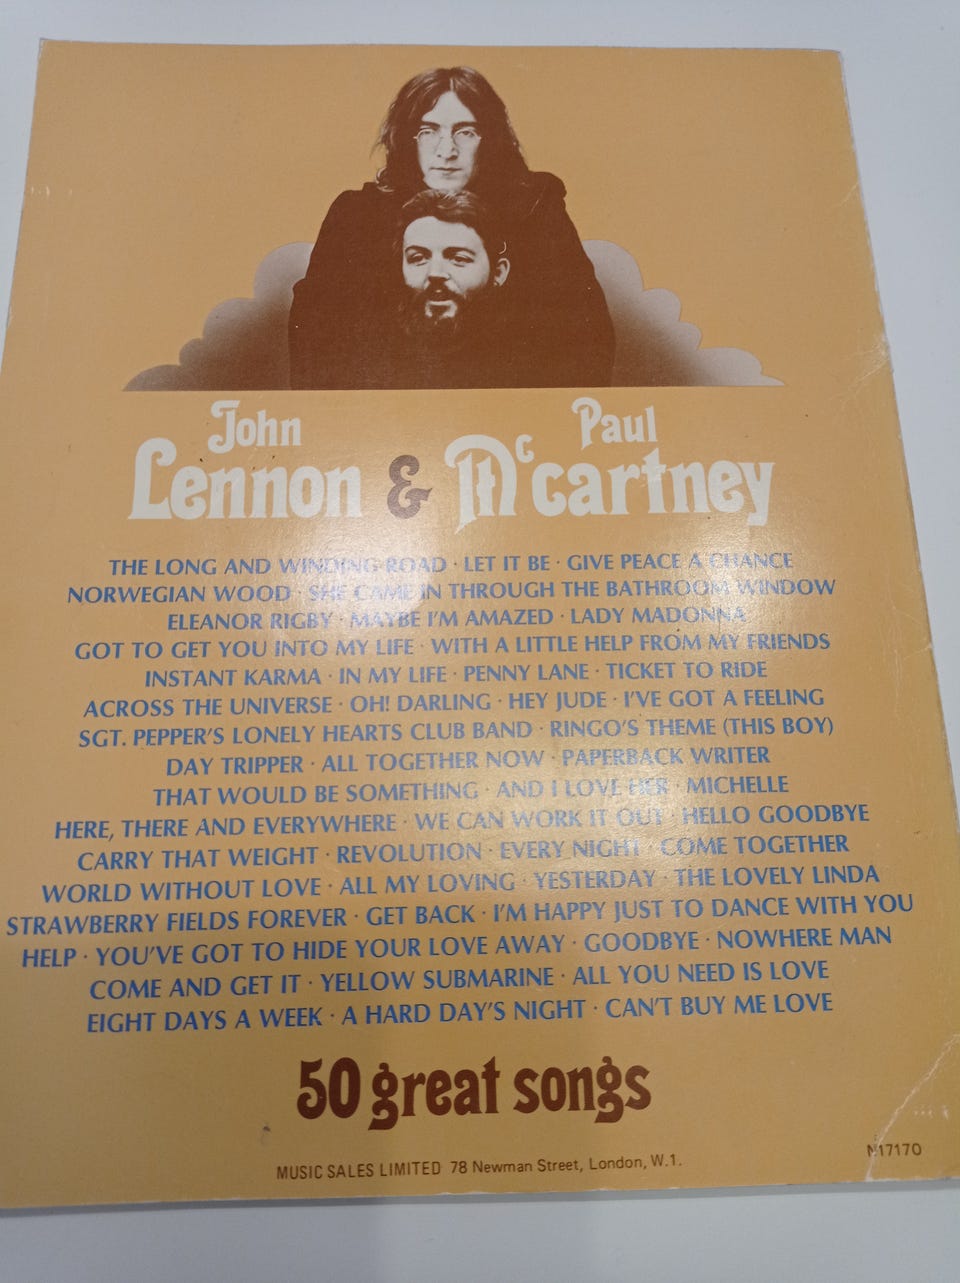 John Paul
Lennon & McCartney
THE LONG AND WINDING ROAD · LET IT BE · GIVE PEACE A CHANCE
NORWEGIAN WOOD · SHE CAME IN THROUGH THE BATHROOM WINDOW
ELEANOR RIGBY · MAYBE I'M AMAZED · LADY MADONNA
GOT TO GET YOU INTO MY LIFE · WITH A LITTLE HELP FROM MY FRIENDS
INSTANT KARMA · IN MY LIFE · PENNY LANE · TICKET TO RIDE
ACROSS THE UNIVERSE · OH! DARLING · HEY JUDE · I'VE GOT A FEELING
SGT. PEPPER'S LONELY HEARTS CLUB BAND · RINGO'S THEME (THIS BOY)
DAY TRIPPER · ALL TOGETHER NOW · PAPERBACK WRITER
THAT WOULD BE SOMETHING · AND I LOVE HER · MICHELLE
HERE, THERE AND EVERYWHERE · WE CAN WORK IT OUT · HELLO GOODBYE
CARRY THAT WEIGHT · REVOLUTION · EVERY NIGHT · COME TOGETHER
WORLD WITHOUT LOVE · ALL MY LOVING · YESTERDAY · THE LOVELY LINDA
STRAWBERRY FIELDS FOREVER · GET BACK · I'M HAPPY JUST TO DANCE WITH YOU
HELP · YOU'VE GOT TO HIDE YOUR LOVE AWAY · GOODBYE · NOWHERE MAN
COME AND GET IT · YELLOW SUBMARINE · ALL YOU NEED IS LOVE
EIGHT DAYS A WEEK · A HARD DAY'S NIGHT · CAN'T BUY ME LOVE
50 great songs
MUSIC SALES LIMITED 78 Newman Street, London, W.1.
N17170